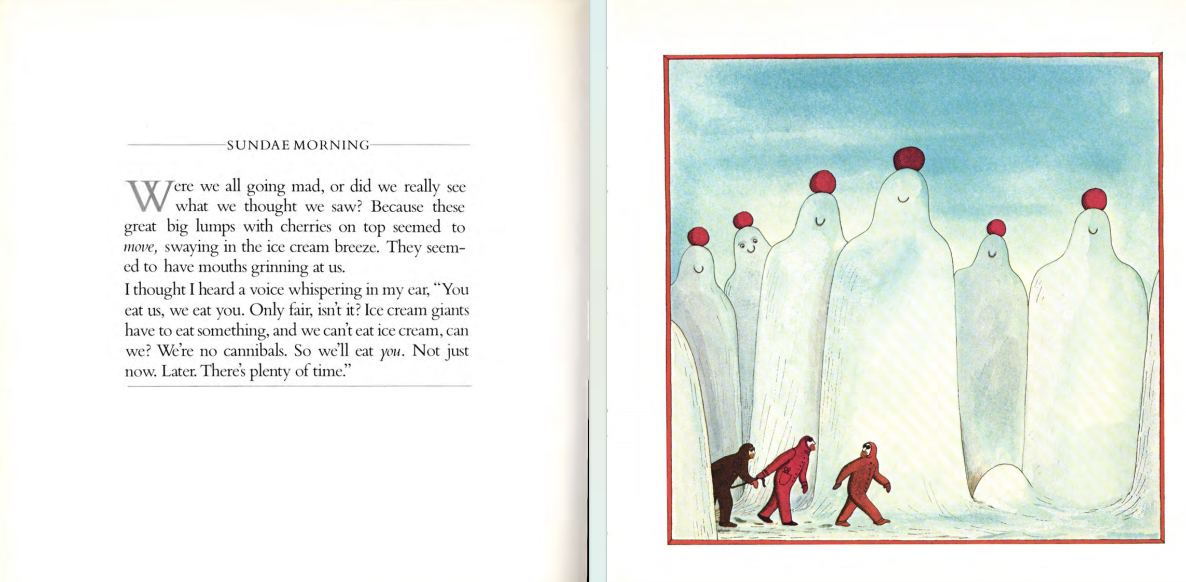 SUNDAE MORNING
Were we all going mad, or did we really see
what we thought we saw? Because these
great big lumps with cherries on top seemed to
move, swaying in the ice cream breeze. They seem-
ed to have mouths grinning at us.
I thought I heard a voice whispering in my ear, “You
eat us, we eat you. Only fair, isn't it? Ice cream giants
have to eat something, and we can't eat ice cream, can
we? We're no cannibals. So we'll eat you. Not just
now. Later. There's plenty of time.”